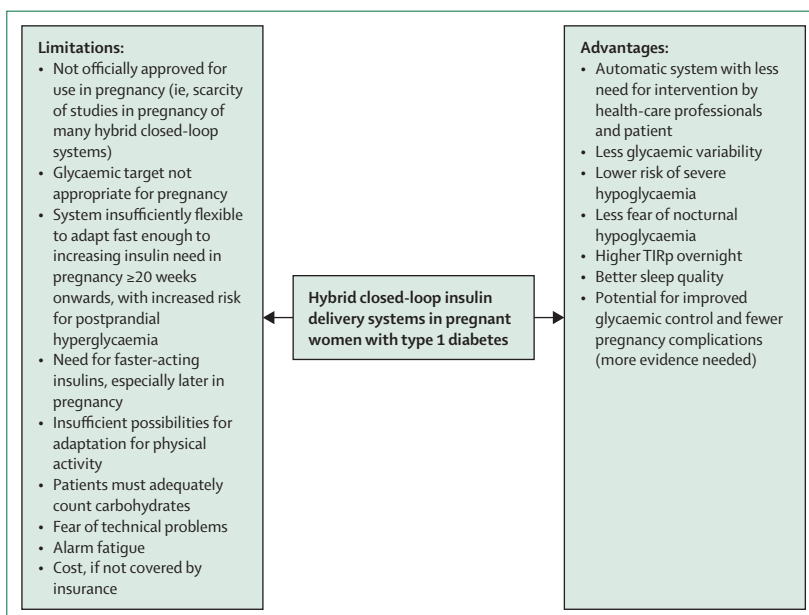 Limitations:
• Not officially approved for
use in pregnancy (ie, scarcity
of studies in pregnancy of
many hybrid closed-loop
systems)
• Glycaemic target not
appropriate for pregnancy
• System insufficiently flexible
to adapt fast enough to
increasing insulin need in
pregnancy ≥20 weeks
onwards, with increased risk
for postprandial
hyperglycaemia
• Need for faster-acting
insulins, especially later in
pregnancy
• Insufficient possibilities for
adaptation for physical
activity
• Patients must adequately
count carbohydrates
• Fear of technical problems
• Alarm fatigue
• Cost, if not covered by
insurance
Hybrid closed-loop insulin
delivery systems in pregnant
women with type 1 diabetes
Advantages:
• Automatic system with less
need for intervention by
health-care professionals
and patient
• Less glycaemic variability
• Lower risk of severe
hypoglycaemia
• Less fear of nocturnal
hypoglycaemia
• Higher TIRp overnight
• Better sleep quality
• Potential for improved
glycaemic control and fewer
pregnancy complications
(more evidence needed)